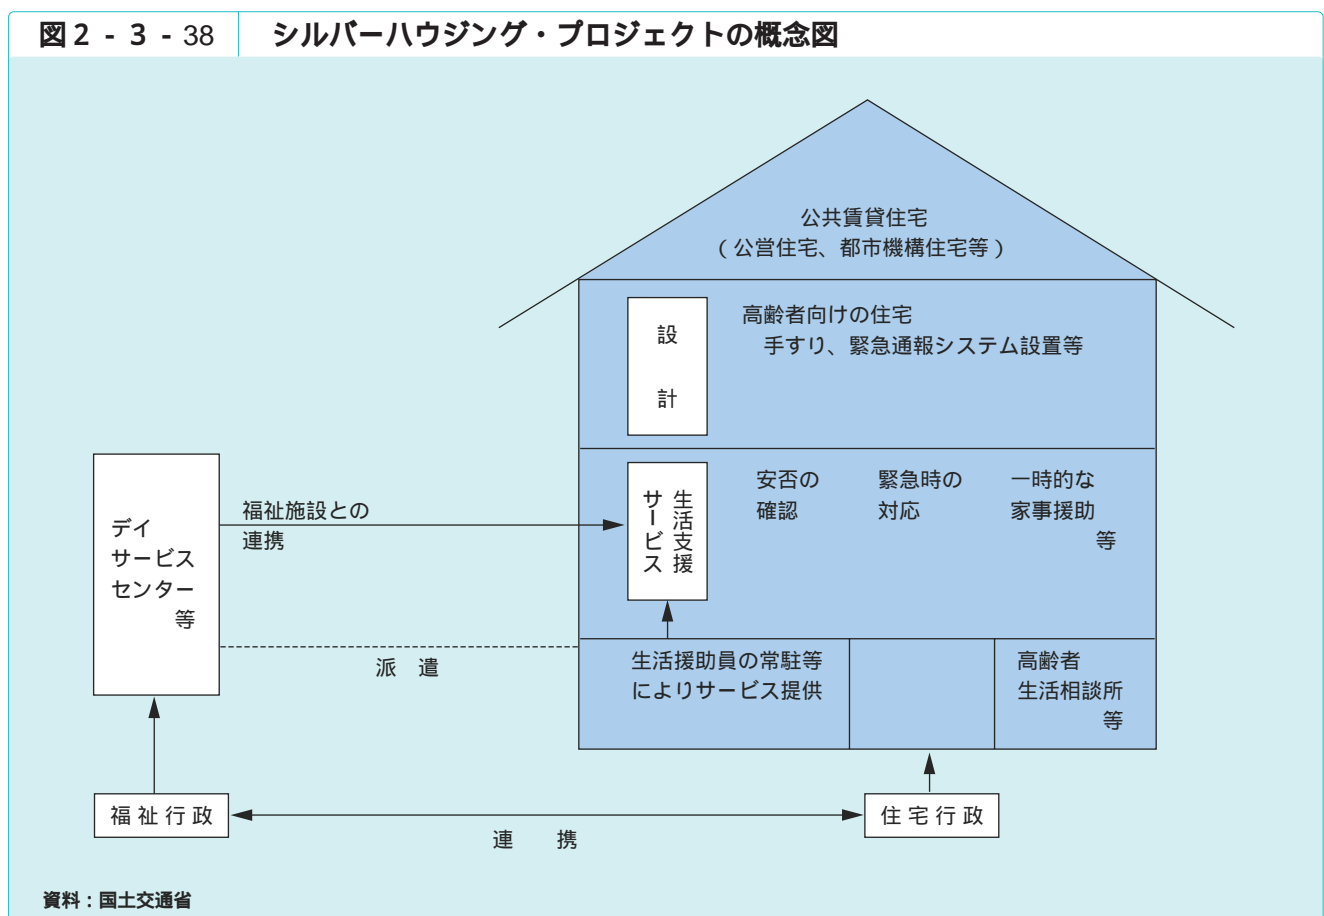 図2-3-38 シルバーハウジング・プロジェクトの概念図
公共賃貸住宅
(公営住宅、都市機構住宅等)
設計
高齢者向けの住宅
手すり、緊急通報システム設置等
デイ
サービス
センター
等
福祉施設との
連携
生活支援
サービス
安否の
確認
緊急時の
対応
一時的な
家事援助
等
派遣
生活援助員の常駐等
によりサービス提供
高齢者
生活相談所
等
福祉行政
連携
住宅行政
資料:国土交通省